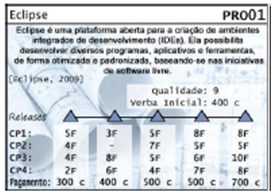 Eclipse PRO01
Eclipse é uma plataforma aberta para a criação de ambientes
integrados de desenvolvimento (IDEs). Ela possibilita
desenvolver diversos programas, aplicativos e ferramentas,
de forma otimizada e padronizada, baseando-se nas iniciativas
de software livre.
[Eclipse, 2009]
Qualidade: 9
Verba Inicial: 400 c
Releases
CP1: 5F 3F 5F 8F 8F
CP2: 4F - 7F 5F 5F
CP3: 4F 8F 5F 6F 10F
CP4: 2F 6F 4F 7F 8F
Pagamento: 300 c 400 c 500 c 500 c 700 c